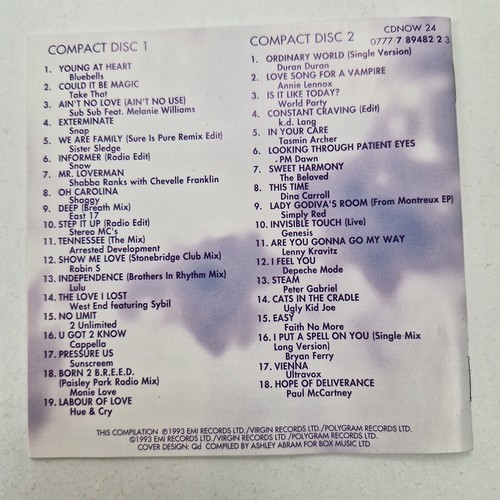 COMPACT DISC 1
1. YOUNG AT HEART
Bluebells
2. COULD IT BE MAGIC
Take That
3. AIN'T NO LOVE (AIN'T NO USE)
Sub Sub Feat. Melanie Williams
4. EXTERMINATE
Snap
5. WE ARE FAMILY (Sure Is Pure Remix Edit)
Sister Sledge
6. INFORMER (Radio Edit)
Snow
7. MR. LOVERMAN
Shabba Ranks with Chevelle Franklin
8. OH CAROLINA
Shaggy
9. DEEP (Breath Mix)
East 17
10. STEP IT UP (Radio Edit)
Stereo MC's
11. TENNESSEE (The Mix)
Arrested Development
12. SHOW ME LOVE (Stonebridge Club Mix)
Robin S
13. INDEPENDENCE (Brothers In Rhythm Mix)
Lulu
14. THE LOVE I LOST
West End featuring Sybil
15. NO LIMIT
2 Unlimited
16. U GOT 2 KNOW
Cappella
17. PRESSURE US
Sunscreem
18. BORN 2 B.R.E.E.D.
(Paisley Park Radio Mix)
Monie Love
19. LABOUR OF LOVE
Hue & Cry
COMPACT DISC 2
CDNOW 24
0777 7 89482 2 3
1. ORDINARY WORLD (Single Version)
Duran Duran
2. LOVE SONG FOR A VAMPIRE
Annie Lennox
3. IS IT LIKE TODAY?
World Party
4. CONSTANT CRAVING (Edit)
k.d. Lang
5. IN YOUR CARE
Tasmin Archer
6. LOOKING THROUGH PATIENT EYES
PM Dawn
7. SWEET HARMONY
The Beloved
8. THIS TIME
Dina Carroll
9. LADY GODIVA'S ROOM (From Montreux EP)
Simply Red
10. INVISIBLE TOUCH (Live)
Genesis
11. ARE YOU GONNA GO MY WAY
Lenny Kravitz
12. I FEEL YOU
Depeche Mode
13. STEAM
Peter Gabriel
14. CATS IN THE CRADLE
Ugly Kid Joe
15. EASY
Faith No More
16. I PUT A SPELL ON YOU (Single Mix
Long Version)
Bryan Ferry
17. VIENNA
Ultravox
18. HOPE OF DELIVERANCE
Paul McCartney
THIS COMPILATION ℗1993 EMI RECORDS LTD./VIRGIN RECORDS LTD./POLYGRAM RECORDS LTD.
©1993 EMI RECORDS LTD./VIRGIN RECORDS LTD./POLYGRAM RECORDS LTD.
COVER DESIGN: Qd COMPILED BY ASHLEY ABRAM FOR BOX MUSIC LTD